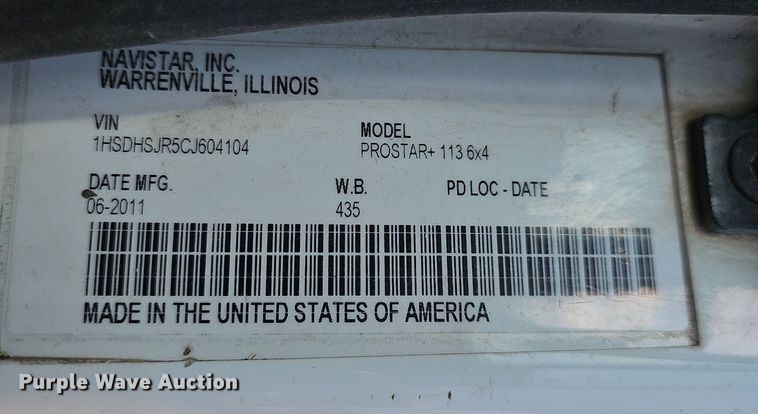 NAVISTAR, INC.
WARRENVILLE, ILLINOIS
VIN MODEL
1HSDHSJR5CJ604104 PROSTAR+ 113 6x4
DATE MFG. W.B. PD LOC - DATE
06-2011 435
MADE IN THE UNITED STATES OF AMERICA
Purple Wave Auction